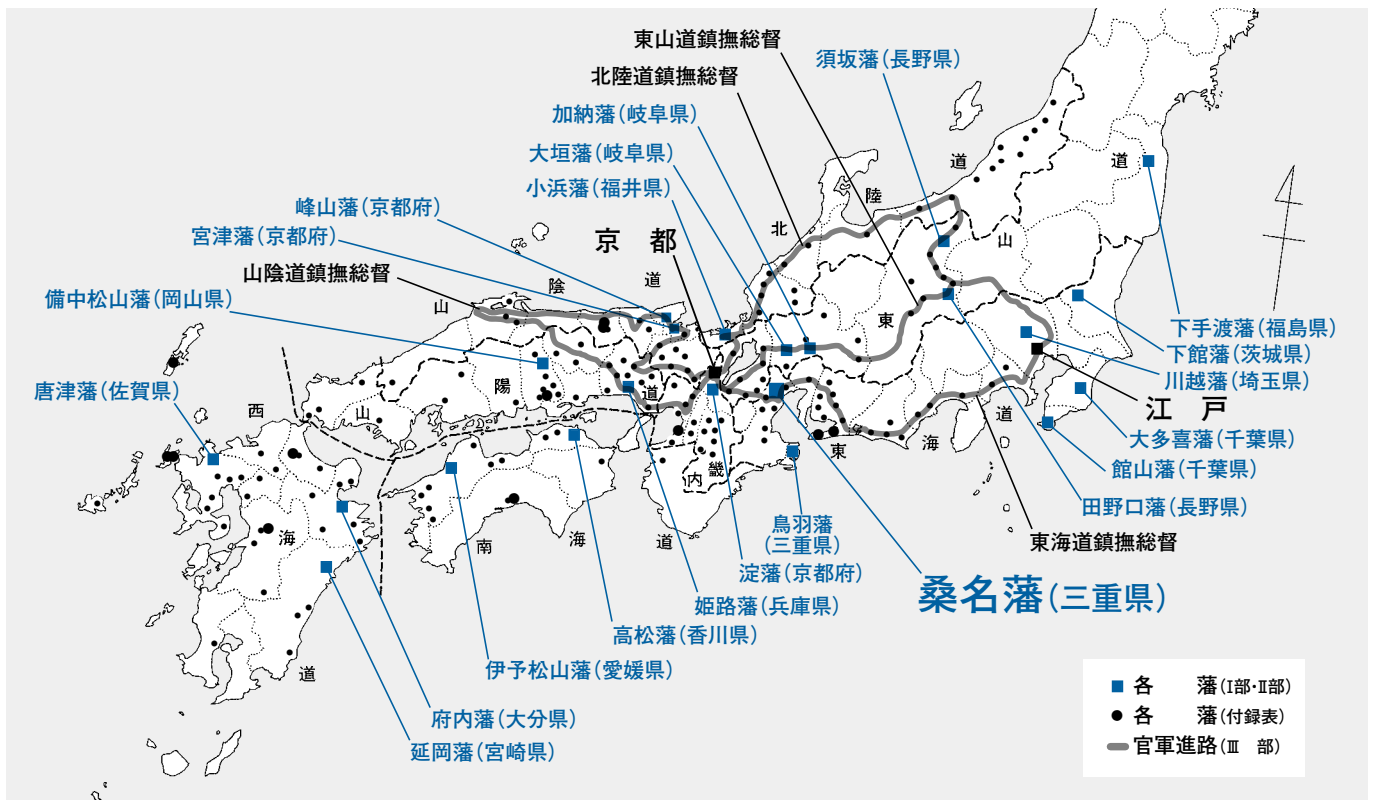 東山道鎮撫総督
須坂藩（長野県）
北陸道鎮撫総督
加納藩（岐阜県）
大垣藩（岐阜県）
小浜藩（福井県）
峰山藩（京都府）
宮津藩（京都府）
京　都
山陰道鎮撫総督
備中松山藩（岡山県）
唐津藩（佐賀県）
北　陸　道
東　山　道
山　陰　道
山　陽　道
東　海　道
畿　内
南　海　道
西　海　道
下手渡藩（福島県）
下館藩（茨城県）
川越藩（埼玉県）
江　戸
大多喜藩（千葉県）
館山藩（千葉県）
田野口藩（長野県）
東海道鎮撫総督
鳥羽藩
（三重県）
淀藩（京都府）
桑名藩（三重県）
姫路藩（兵庫県）
高松藩（香川県）
伊予松山藩（愛媛県）
府内藩（大分県）
延岡藩（宮崎県）
各　　藩（Ⅰ部・Ⅱ部）
各　　藩（付録表）
官軍進路（Ⅲ　部）